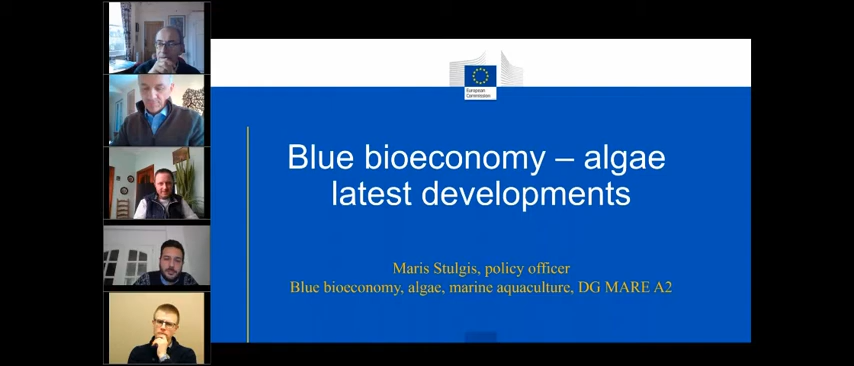 European
Commission
Blue bioeconomy – algae
latest developments
Maris Stulgis, policy officer
Blue bioeconomy, algae, marine aquaculture, DG MARE A2